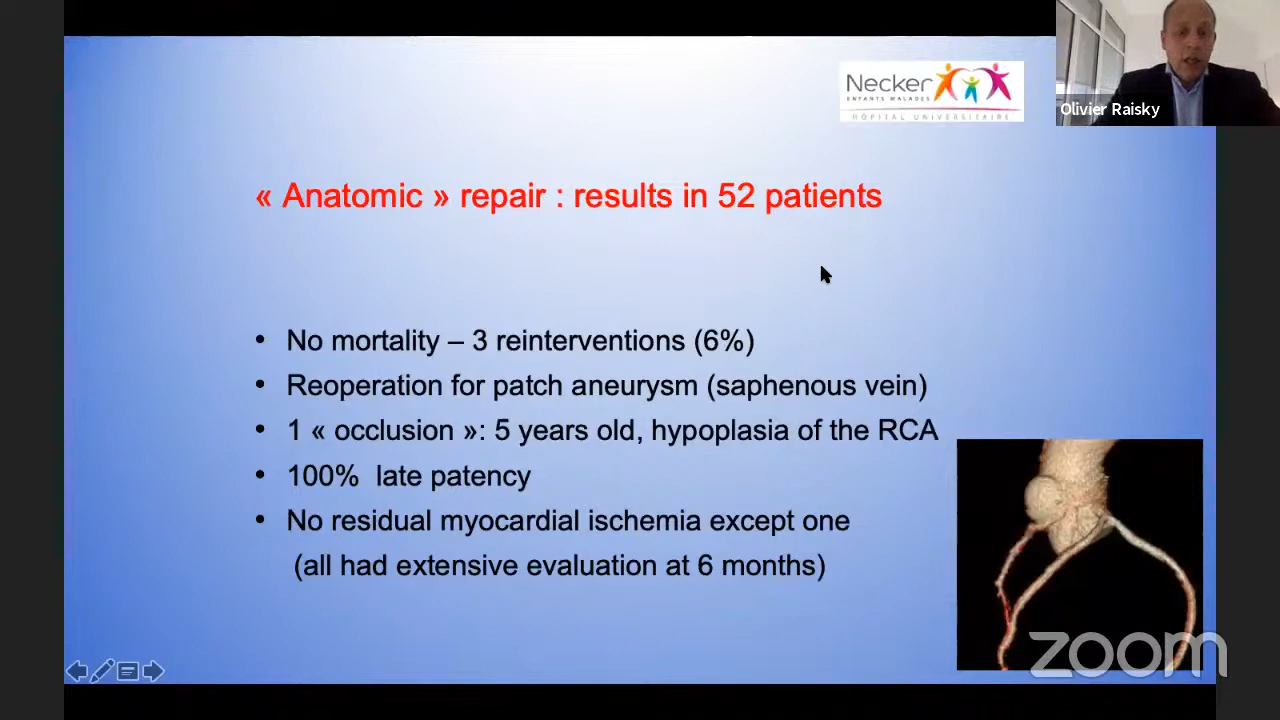 Necker
ENFANTS MALADES
HÔPITAL UNIVERSITAIRE
Olivier Raisky
« Anatomic » repair : results in 52 patients
• No mortality – 3 reinterventions (6%)
• Reoperation for patch aneurysm (saphenous vein)
• 1 « occlusion »: 5 years old, hypoplasia of the RCA
• 100% late patency
• No residual myocardial ischemia except one
(all had extensive evaluation at 6 months)
zoom